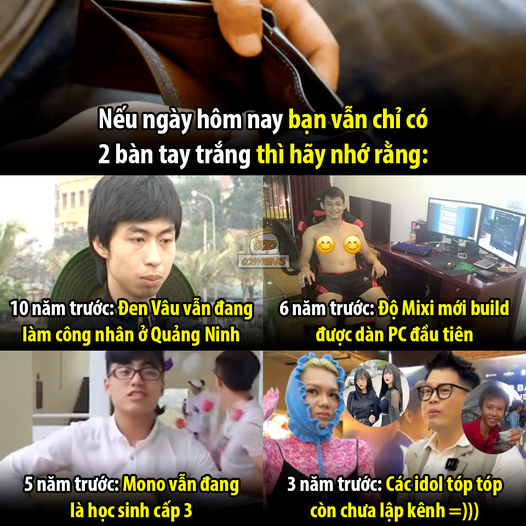 Nếu ngày hôm nay bạn vẫn chỉ có
2 bàn tay trắng thì hãy nhớ rằng:
10 năm trước: Đen Vâu vẫn đang
làm công nhân ở Quảng Ninh
6 năm trước: Độ Mixi mới build
được dàn PC đầu tiên
5 năm trước: Mono vẫn đang
là học sinh cấp 3
3 năm trước: Các idol tóp tóp
còn chưa lập kênh =)))